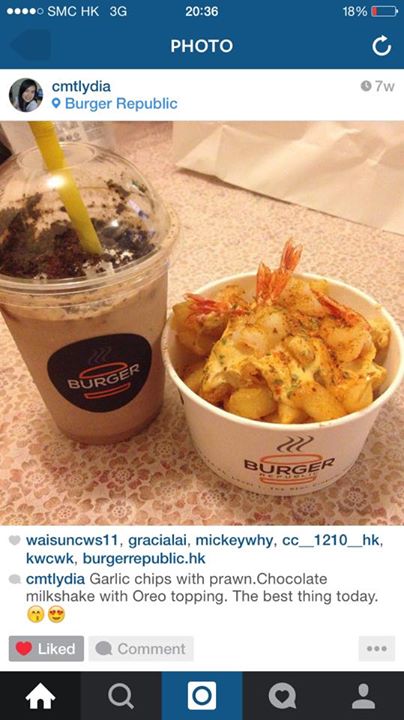 SMC HK 3G 20:36 18%
PHOTO
cmtlydia 7w
Burger Republic
BURGER
BURGER
REPUBLIC
waisuncws11, gracialai, mickeywhy, cc__1210__hk,
kwcwk, burgerrepublic.hk
cmtlydia Garlic chips with prawn.Chocolate
milkshake with Oreo topping. The best thing today.
😙😍
Liked Comment